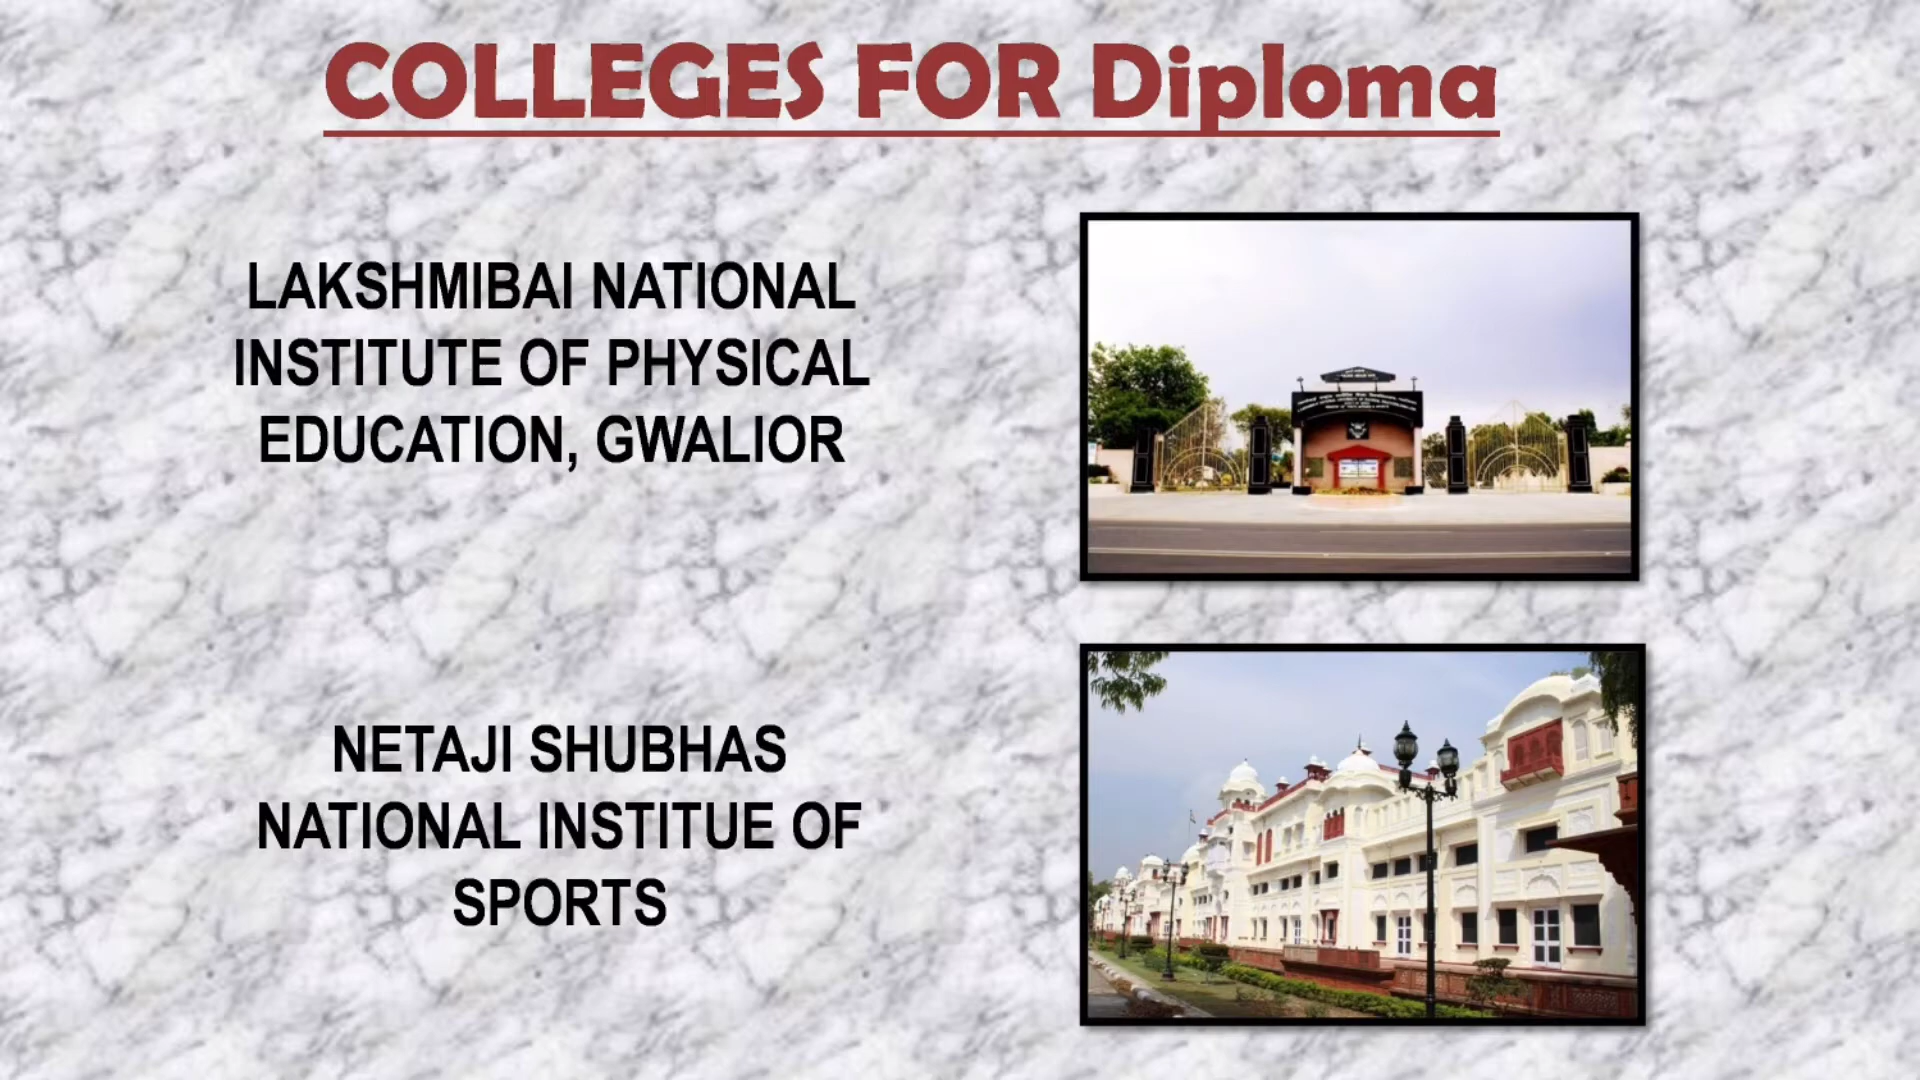 COLLEGES FOR Diploma
LAKSHMIBAI NATIONAL
INSTITUTE OF PHYSICAL
EDUCATION, GWALIOR
NETAJI SHUBHAS
NATIONAL INSTITUE OF
SPORTS